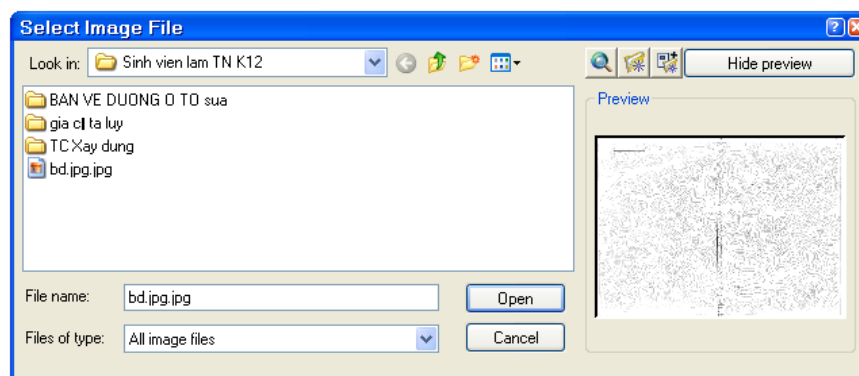 Select Image File
Look in: Sinh vien lam TN K12
Hide preview
BAN VE DUONG O TO sua
gia cị ta luy
TC Xay dung
bd.jpg.jpg
Preview
File name: bd.jpg.jpg
Open
Files of type: All image files
Cancel